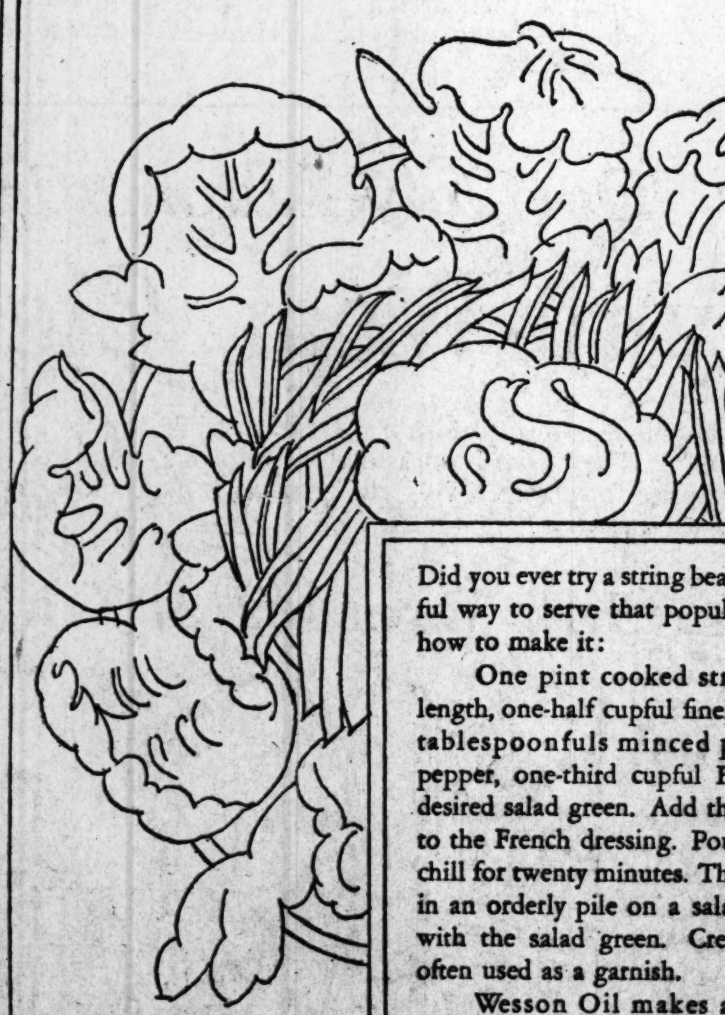 Did you ever try a string bea
ful way to serve that popul
how to make it:
One pint cooked str
length, one-half cupful fine
tablespoonfuls minced
pepper, one-third cupful
desired salad green. Add th
to the French dressing. Pou
chill for twenty minutes. Th
in an orderly pile on a sala
with the salad green. Cre
often used as a garnish.
Wesson Oil makes a